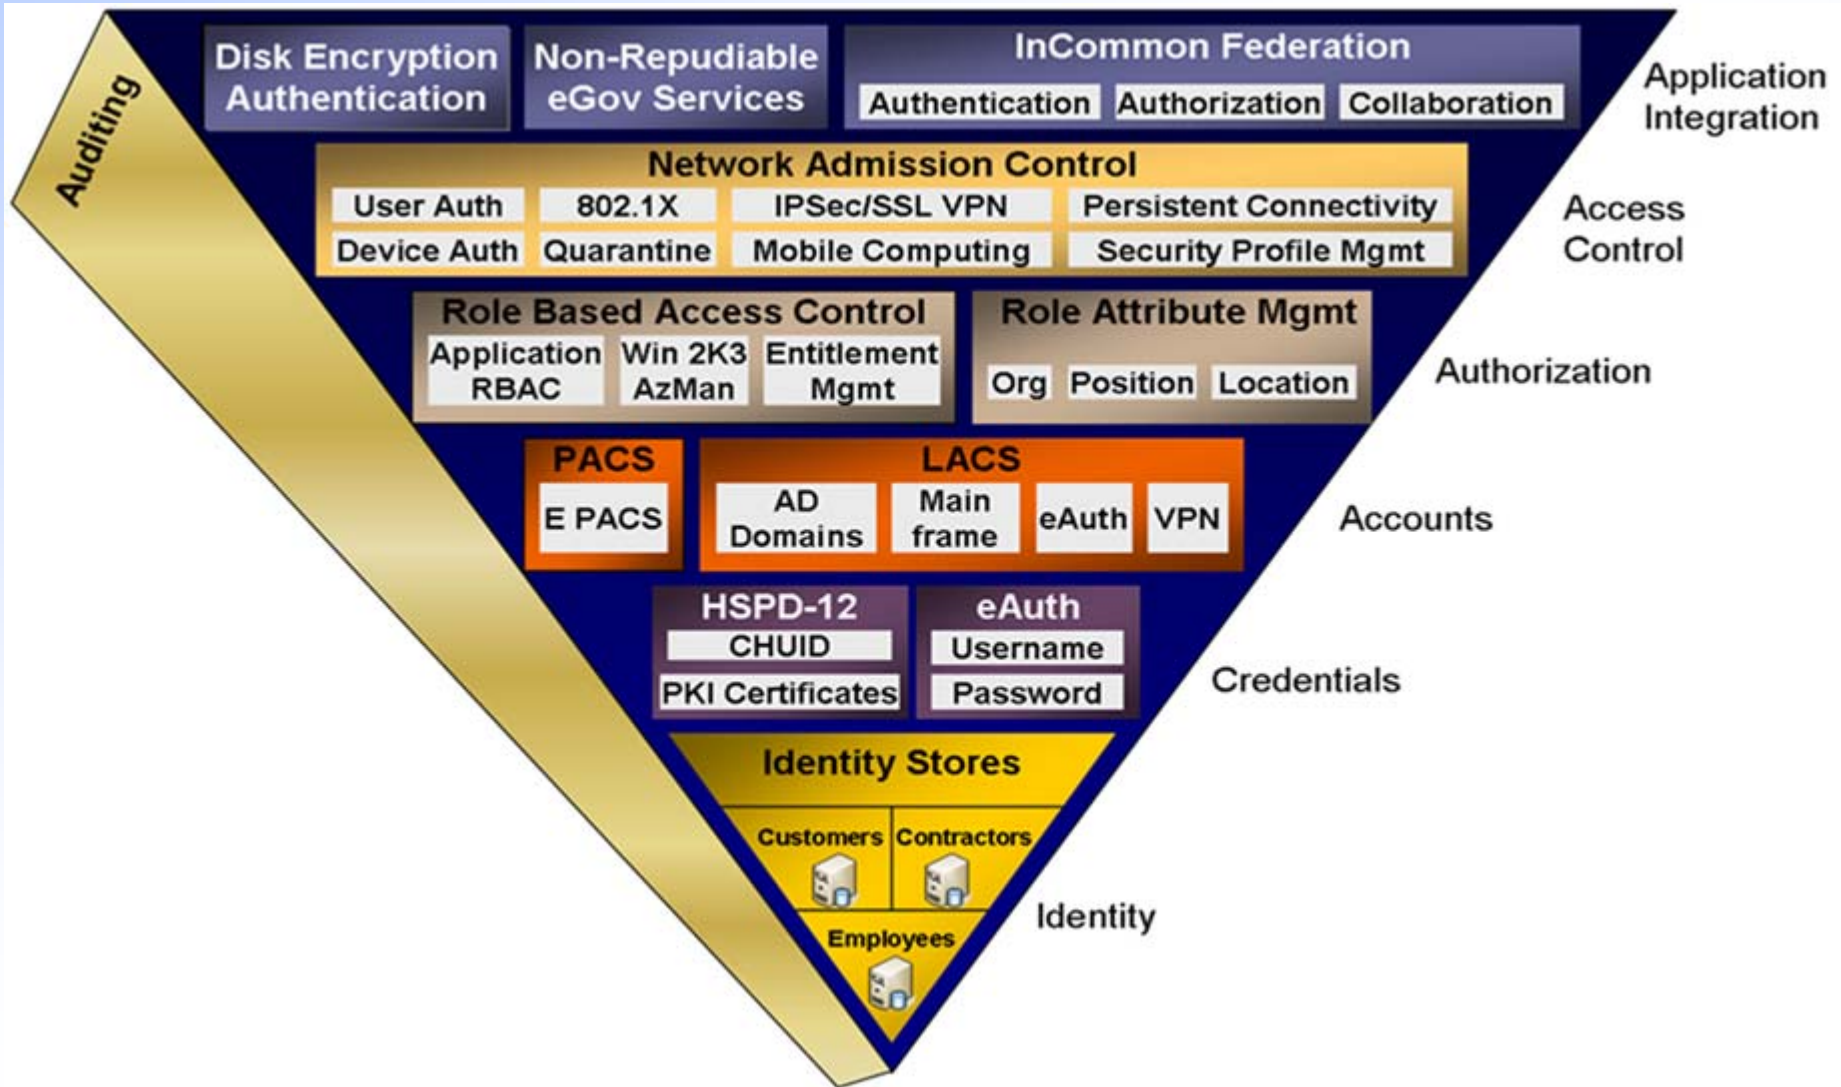 Auditing
Disk Encryption
Authentication
Non-Repudiable
eGov Services
InCommon Federation
Authentication Authorization Collaboration
Application
Integration
Network Admission Control
User Auth 802.1X IPSec/SSL VPN Persistent Connectivity
Device Auth Quarantine Mobile Computing Security Profile Mgmt
Access
Control
Role Based Access Control
Application
RBAC
Win 2K3
AzMan
Entitlement
Mgmt
Role Attribute Mgmt
Org Position Location
Authorization
PACS
E PACS
LACS
AD
Domains
Main
frame
eAuth
VPN
Accounts
HSPD-12
CHUID
PKI Certificates
eAuth
Username
Password
Credentials
Identity Stores
Customers Contractors
Employees
Identity